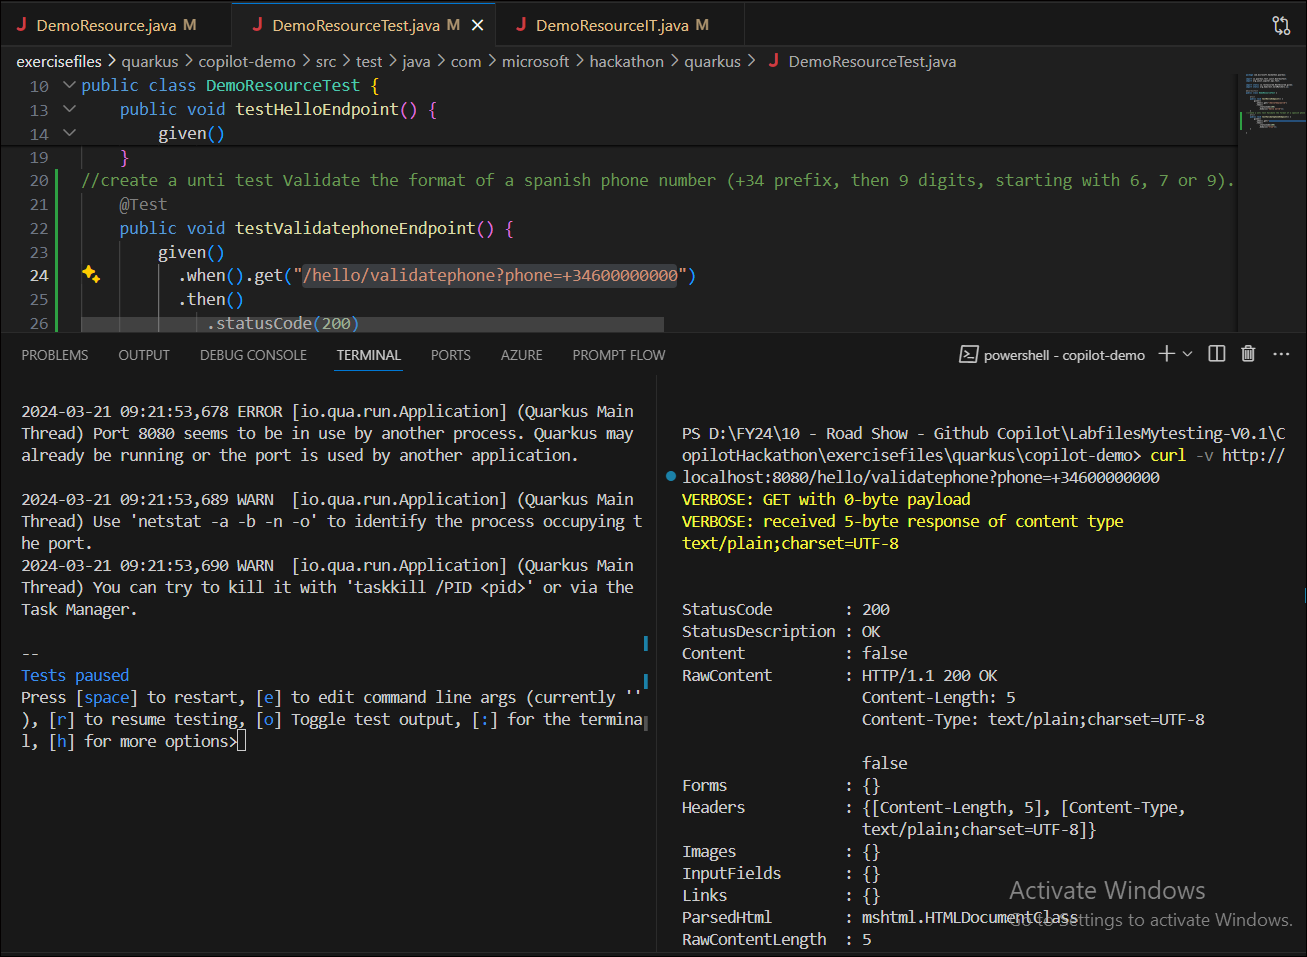 DemoResource.java M
DemoResourceTest.java M
DemoResourceIT.java M
exercisefiles > quarkus > copilot-demo > src > test > java > com > microsoft > hackathon > quarkus > DemoResourceTest.java
10 public class DemoResourceTest {
13 public void testHelloEndpoint() {
14 given()
19 }
20 //create a unti test Validate the format of a spanish phone number (+34 prefix, then 9 digits, starting with 6, 7 or 9).
21 @Test
22 public void testValidatephoneEndpoint() {
23 given()
24 .when().get("/hello/validatephone?phone=+34600000000")
25 .then()
26 .statusCode(200)
PROBLEMS OUTPUT DEBUG CONSOLE TERMINAL PORTS AZURE PROMPT FLOW
powershell - copilot-demo
2024-03-21 09:21:53,678 ERROR [io.qua.run.Application] (Quarkus Main
Thread) Port 8080 seems to be in use by another process. Quarkus may
already be running or the port is used by another application.
2024-03-21 09:21:53,689 WARN [io.qua.run.Application] (Quarkus Main
Thread) Use 'netstat -a -b -n -o' to identify the process occupying t
he port.
2024-03-21 09:21:53,690 WARN [io.qua.run.Application] (Quarkus Main
Thread) You can try to kill it with 'taskkill /PID <pid>' or via the
Task Manager.
--
Tests paused
Press [space] to restart, [e] to edit command line args (currently ''
), [r] to resume testing, [o] Toggle test output, [:] for the termina
l, [h] for more options>
PS D:\FY24\10 - Road Show - Github Copilot\LabfilesMytesting-V0.1\C
opilotHackathon\exercisefiles\quarkus\copilot-demo> curl -v http://
localhost:8080/hello/validatephone?phone=+34600000000
VERBOSE: GET with 0-byte payload
VERBOSE: received 5-byte response of content type
text/plain;charset=UTF-8
StatusCode : 200
StatusDescription : OK
Content : false
RawContent : HTTP/1.1 200 OK
Content-Length: 5
Content-Type: text/plain;charset=UTF-8
false
Forms : {}
Headers : {[Content-Length, 5], [Content-Type,
text/plain;charset=UTF-8]}
Images : {}
InputFields : {}
Links : {}
ParsedHtml : mshtml.HTMLDocumentClass
RawContentLength : 5
Activate Windows
Go to Settings to activate Windows.